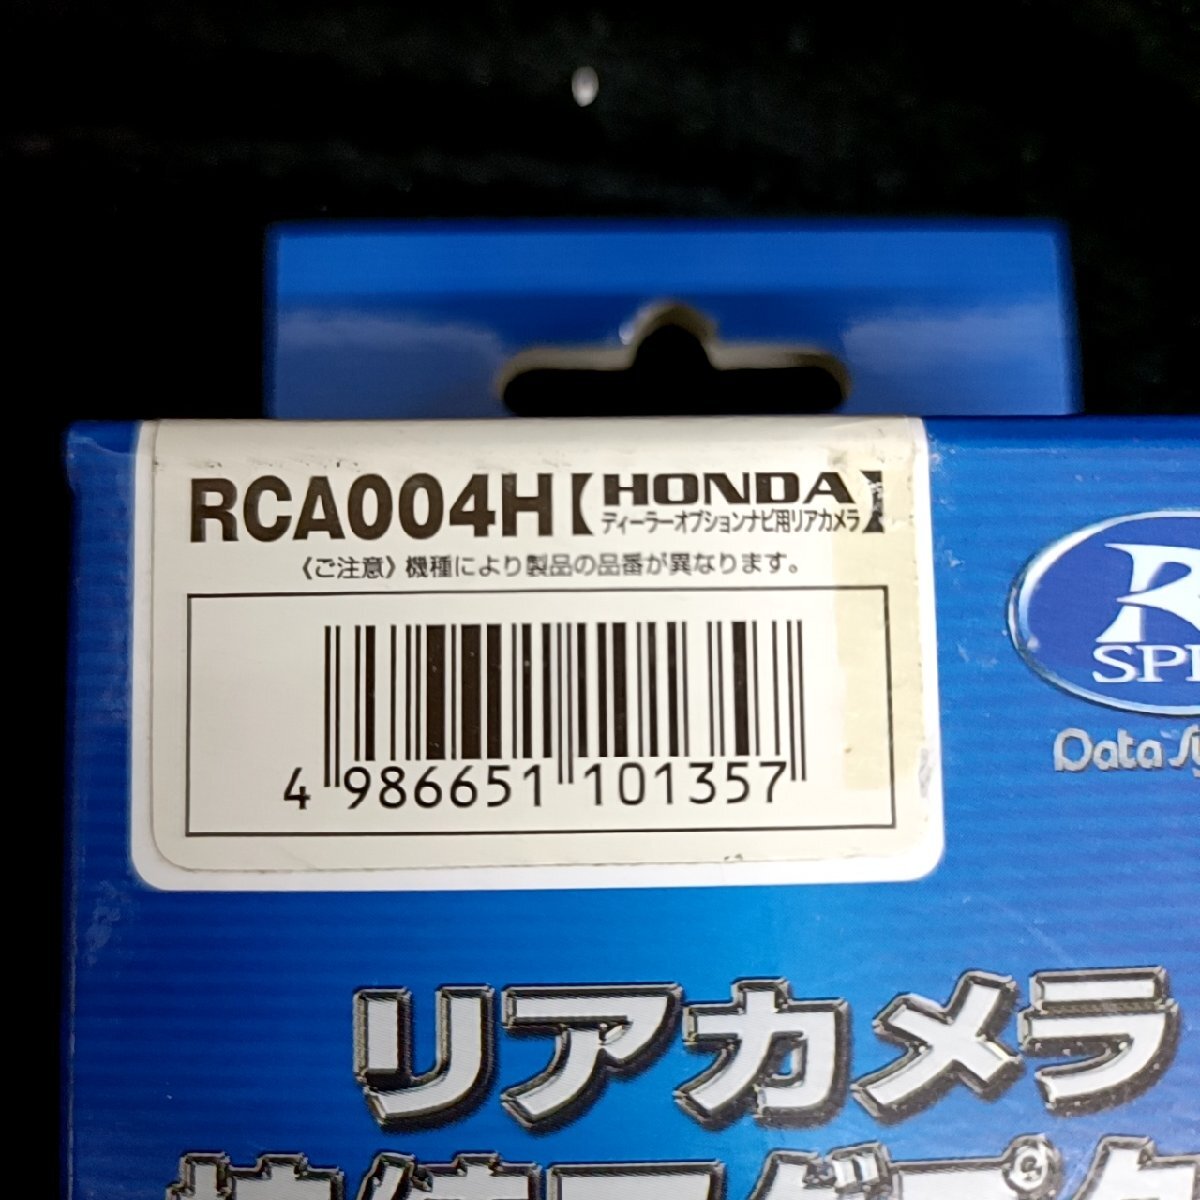 RCA004H【HONDA ディーラーオプションナビ用リアカメラ】
〈ご注意〉機種により製品の品番が異なります。
4 986651 101357
Data
リアカメラ